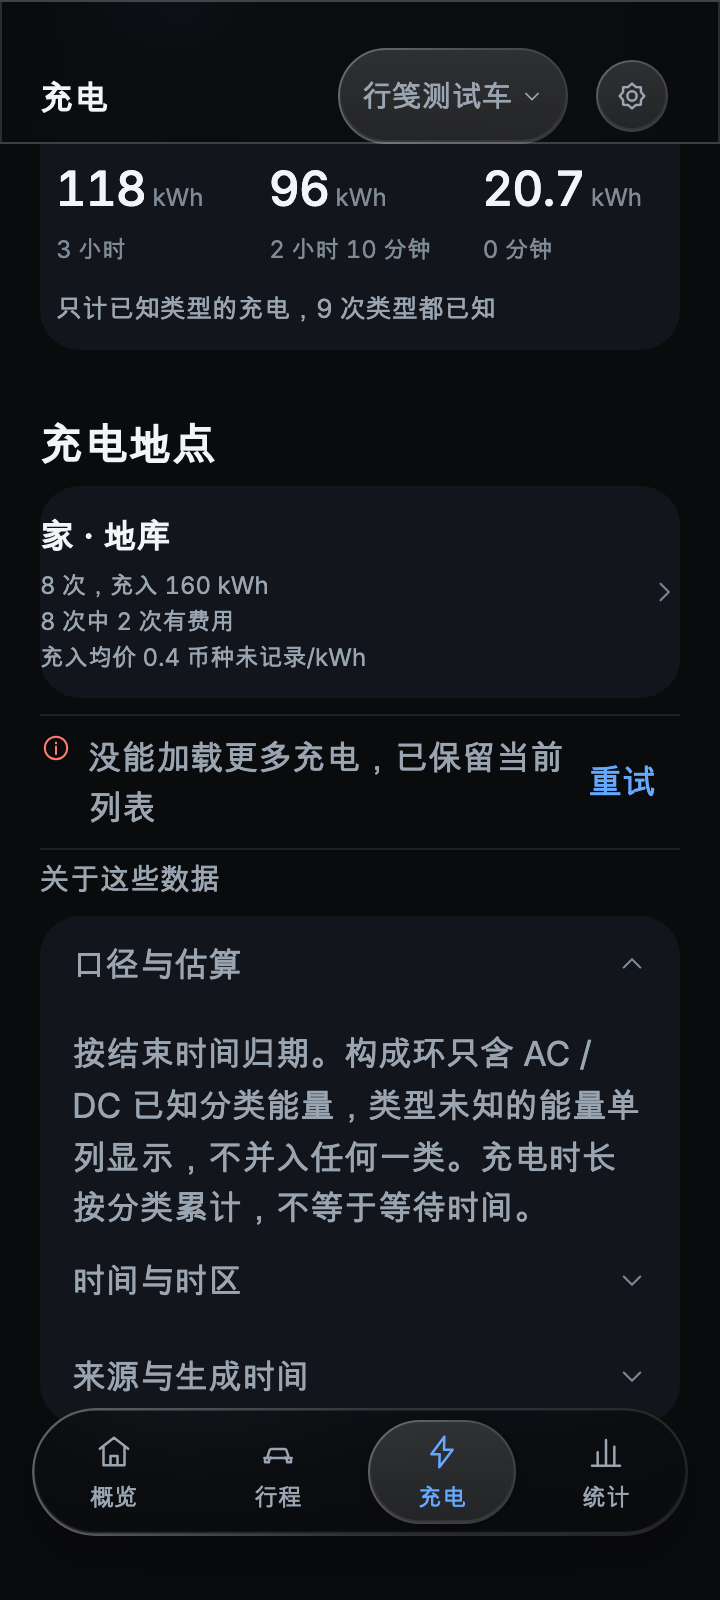 充电
行笺测试车
118 kWh
96 kWh
20.7 kWh
3 小时
2 小时 10 分钟
0 分钟
只计已知类型的充电，9 次类型都已知
充电地点
家 · 地库
8 次，充入 160 kWh
8 次中 2 次有费用
充入均价 0.4 币种未记录/kWh
没能加载更多充电，已保留当前
列表
重试
关于这些数据
口径与估算
按结束时间归期。构成环只含 AC /
DC 已知分类能量，类型未知的能量单
列显示，不并入任何一类。充电时长
按分类累计，不等于等待时间。
时间与时区
来源与生成时间
概览
行程
充电
统计